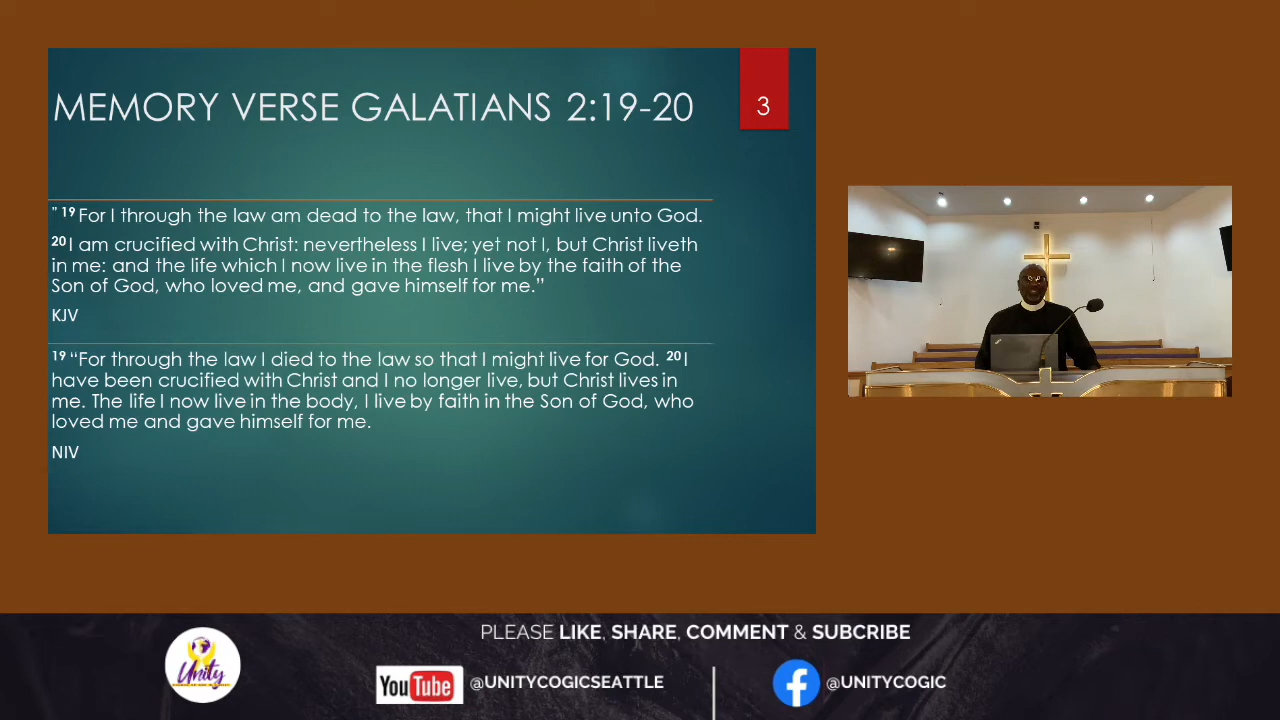 MEMORY VERSE GALATIANS 2:19-20
3
" 19 For I through the law am dead to the law, that I might live unto God.
20 I am crucified with Christ: nevertheless I live; yet not I, but Christ liveth
in me: and the life which I now live in the flesh I live by the faith of the
Son of God, who loved me, and gave himself for me.”
KJV
19 “For through the law I died to the law so that I might live for God. 20 I
have been crucified with Christ and I no longer live, but Christ lives in
me. The life I now live in the body, I live by faith in the Son of God, who
loved me and gave himself for me.
NIV
PLEASE LIKE, SHARE, COMMENT & SUBCRIBE
Unity
YouTube @UNITYCOGICSEATTLE
f @UNITYCOGIC